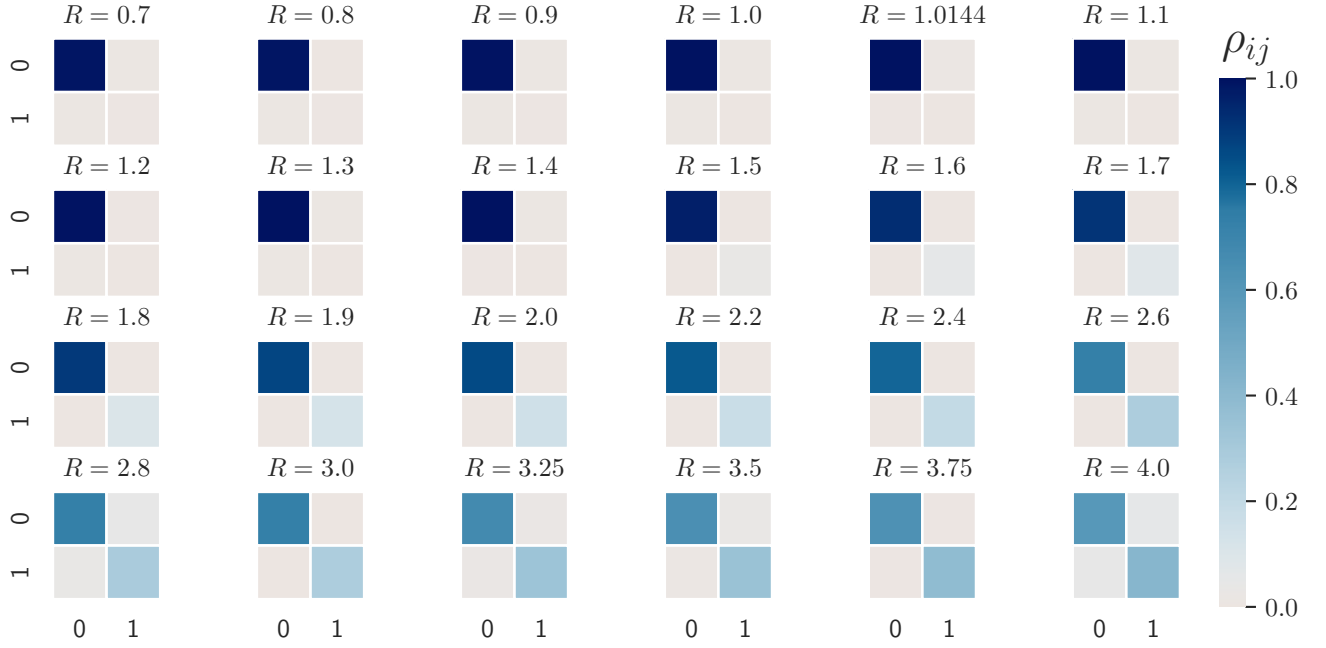 R = 0.7 R = 0.8 R = 0.9 R = 1.0 R = 1.0144 R = 1.1
ρij
0
1
R = 1.2 R = 1.3 R = 1.4 R = 1.5 R = 1.6 R = 1.7
0
1
R = 1.8 R = 1.9 R = 2.0 R = 2.2 R = 2.4 R = 2.6
0
1
R = 2.8 R = 3.0 R = 3.25 R = 3.5 R = 3.75 R = 4.0
0
1
0 1 0 1 0 1 0 1 0 1 0 1
1.0
0.8
0.6
0.4
0.2
0.0